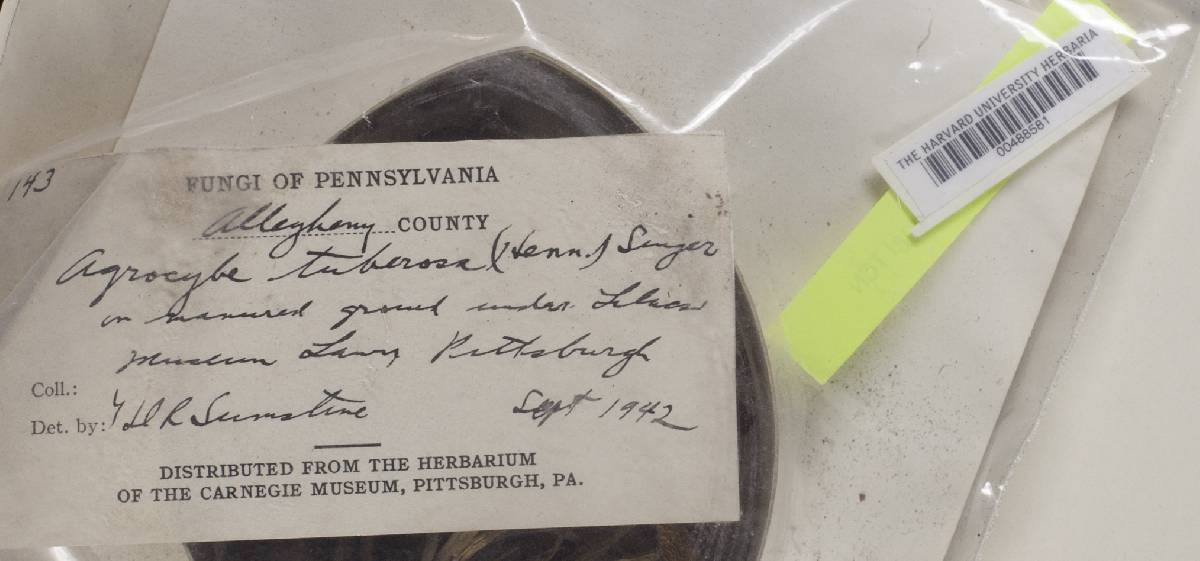 143
FUNGI OF PENNSYLVANIA
Allegheny COUNTY
Agrocybe tuberosa (Henn.) Singer
on manured ground under Lilacs
Museum Lawn Pittsburgh
Coll.:
Det. by: D R Sumstine Sept 1942
DISTRIBUTED FROM THE HERBARIUM
OF THE CARNEGIE MUSEUM, PITTSBURGH, PA.
THE HARVARD UNIVERSITY HERBARIA
00488581